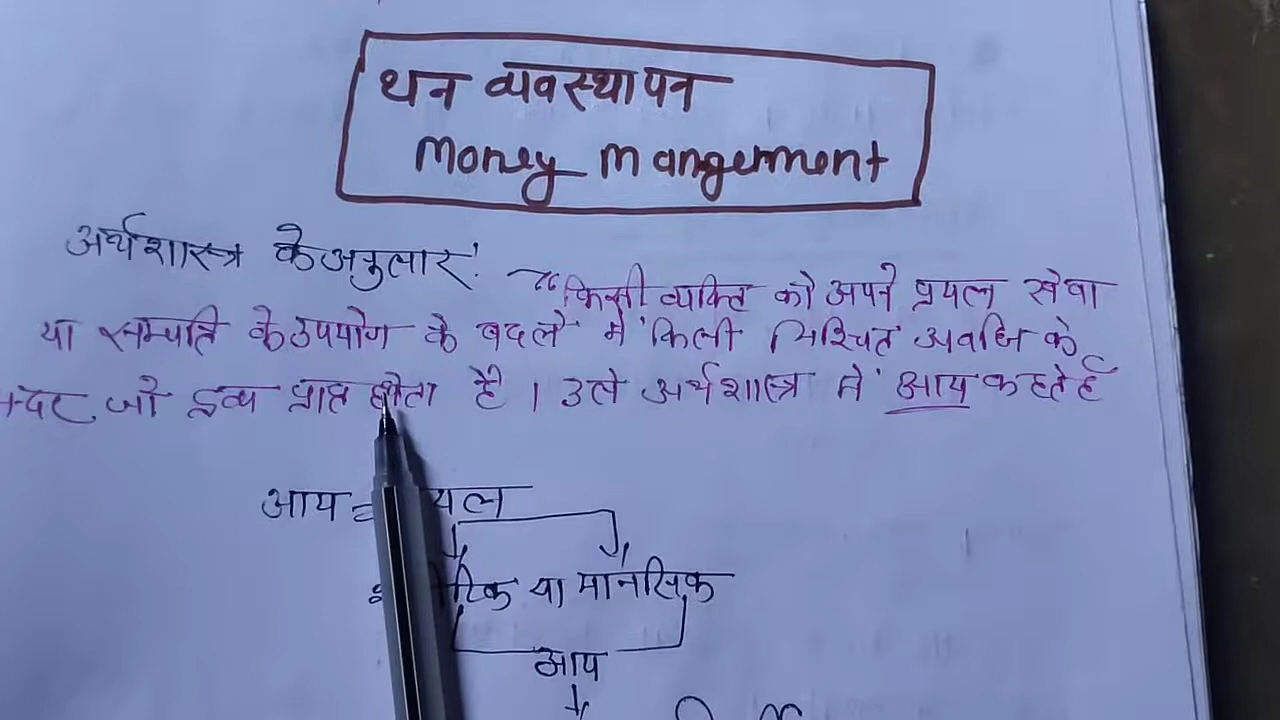 धन व्यवस्थापन
Money Mangerment
अर्थशास्त्र के अनुसार:
"किसी व्यक्ति को अपने प्रयत्न सेवा
या सम्पति के उपयोग के बदले में किसी निश्चित अवधि के
न्दर जो द्रव्य प्राप्त होता है । उसे अर्थशास्त्र में आय कहते हैं
आय =
या मानसिक
आय